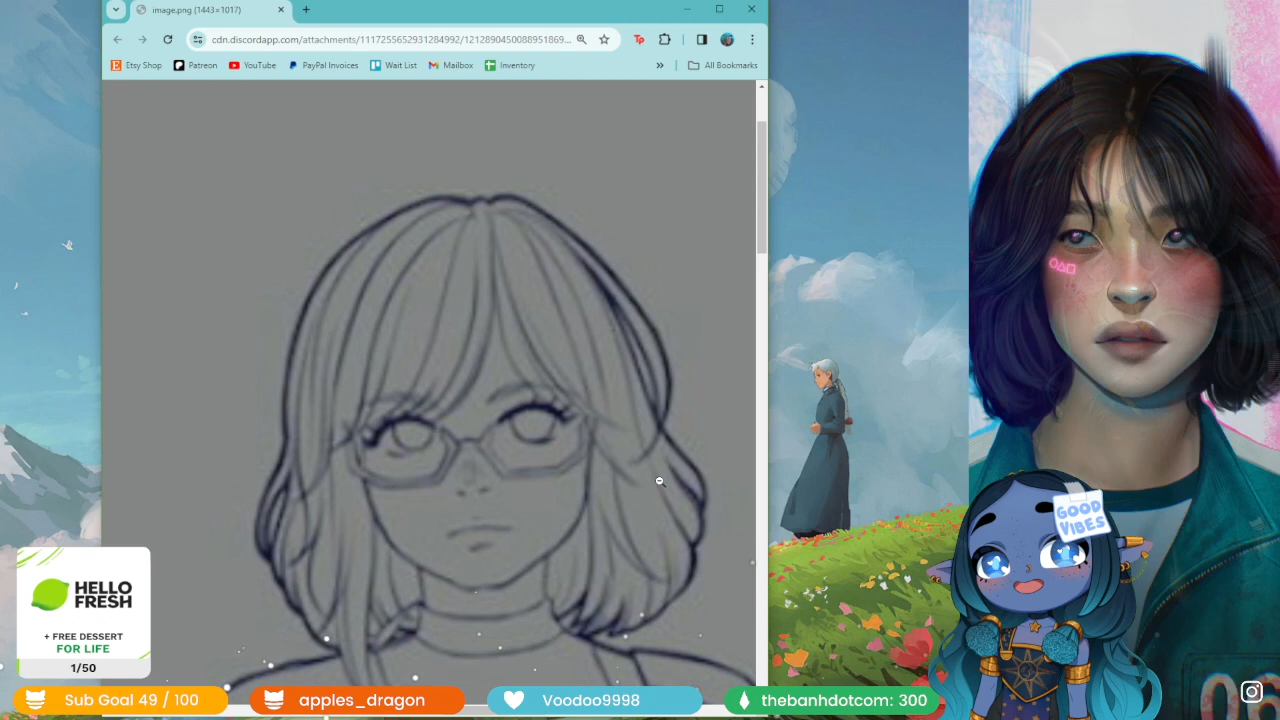 image.png (1443×1017)
cdn.discordapp.com/attachments/1117255652931284992/1212890450088951869...
Etsy Shop
Patreon
YouTube
PayPal Invoices
Wait List
Mailbox
Inventory
» All Bookmarks
GOOD
VIBES
HELLO
FRESH
+ FREE DESSERT
FOR LIFE
1/50
Sub Goal 49 / 100
apples_dragon
Voodoo9998
thebanhdotcom: 300